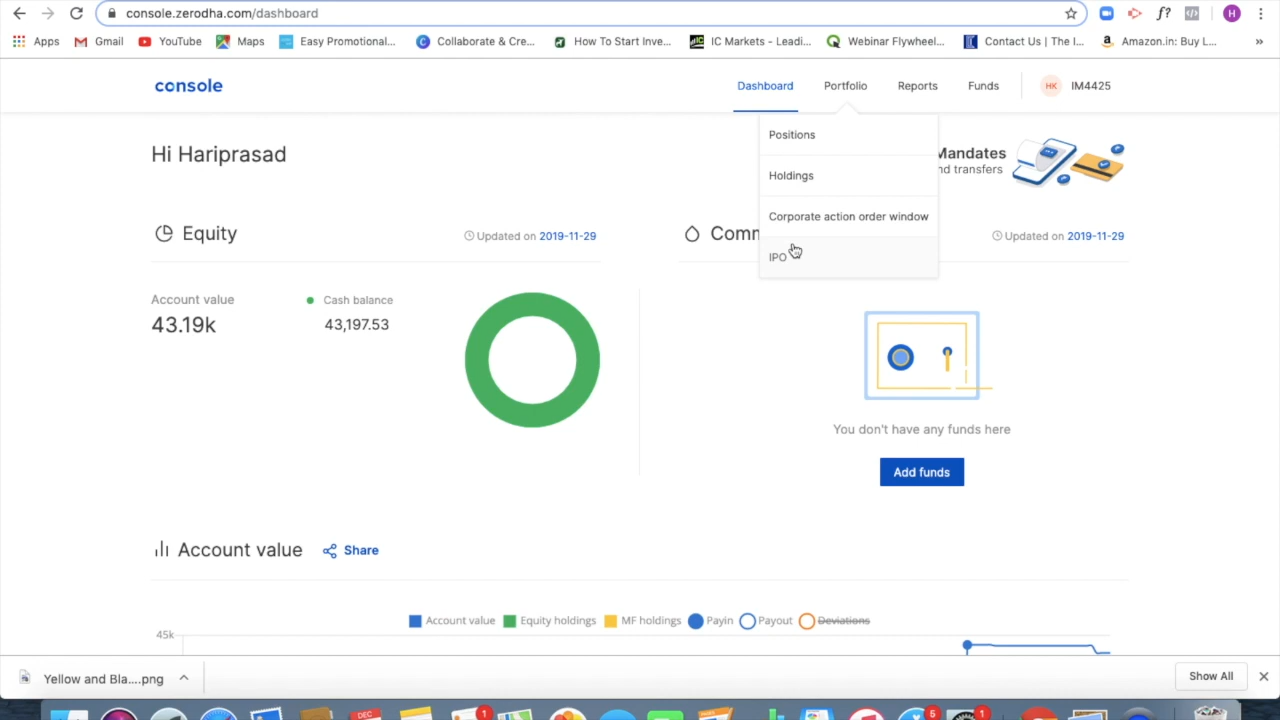 console.zerodha.com/dashboard
f?
H
Apps
Gmail
YouTube
Maps
Easy Promotional...
Collaborate & Cre...
How To Start Inve...
IC Markets - Leadi...
Webinar Flywheel...
Contact Us | The I...
Amazon.in: Buy L...
»
console
Dashboard
Portfolio
Reports
Funds
HK
IM4425
Positions
Holdings
Corporate action order window
IPO
Hi Hariprasad
Mandates
nd transfers
Equity
Updated on 2019-11-29
Comm
Updated on 2019-11-29
Account value
43.19k
Cash balance
43,197.53
You don't have any funds here
Add funds
Account value
Share
Account value
Equity holdings
MF holdings
Payin
Payout
Deviations
45k
Yellow and Bla....png
Show All
DEC
1
5
1